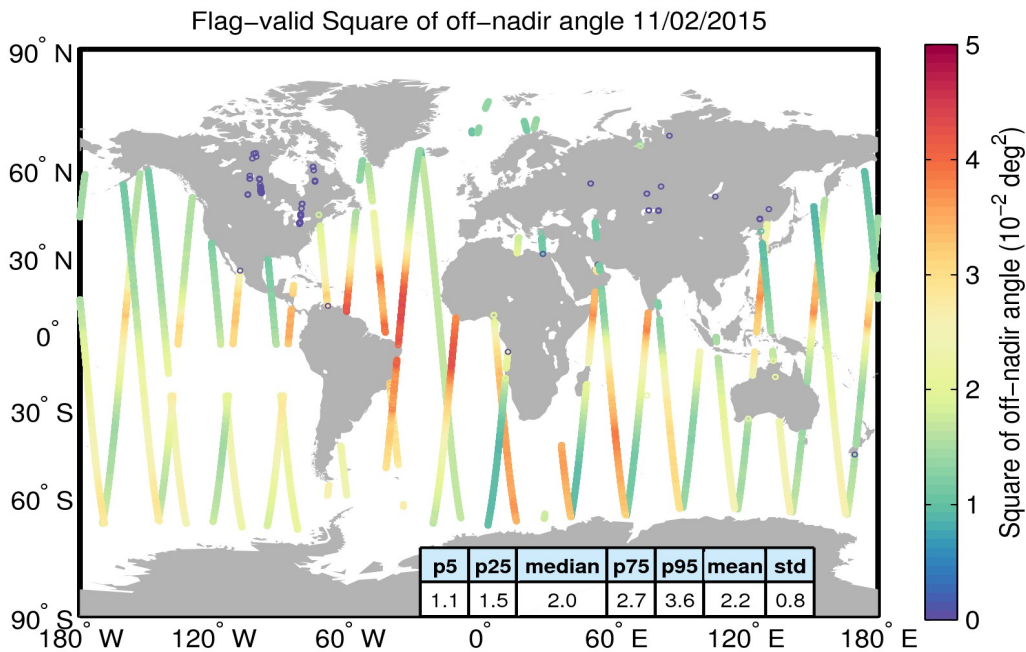 Flag−valid Square of off−nadir angle 11/02/2015
90° N
60° N
30° N
0°
30° S
60° S
90° S
180° W
120° W
60° W
0°
60° E
120° E
180° E
p5 p25 median p75 p95 mean std
1.1 1.5 2.0 2.7 3.6 2.2 0.8
5
4
3
2
1
0
Square of off−nadir angle (10⁻² deg²)